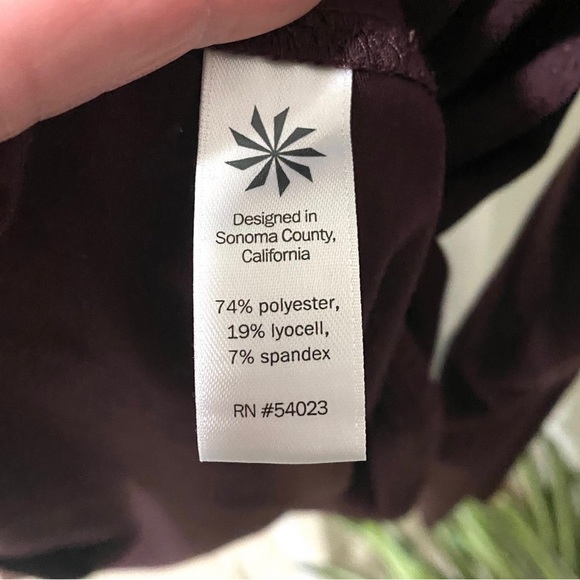 Designed in
Sonoma County,
California
74% polyester,
19% lyocell,
7% spandex
RN #54023